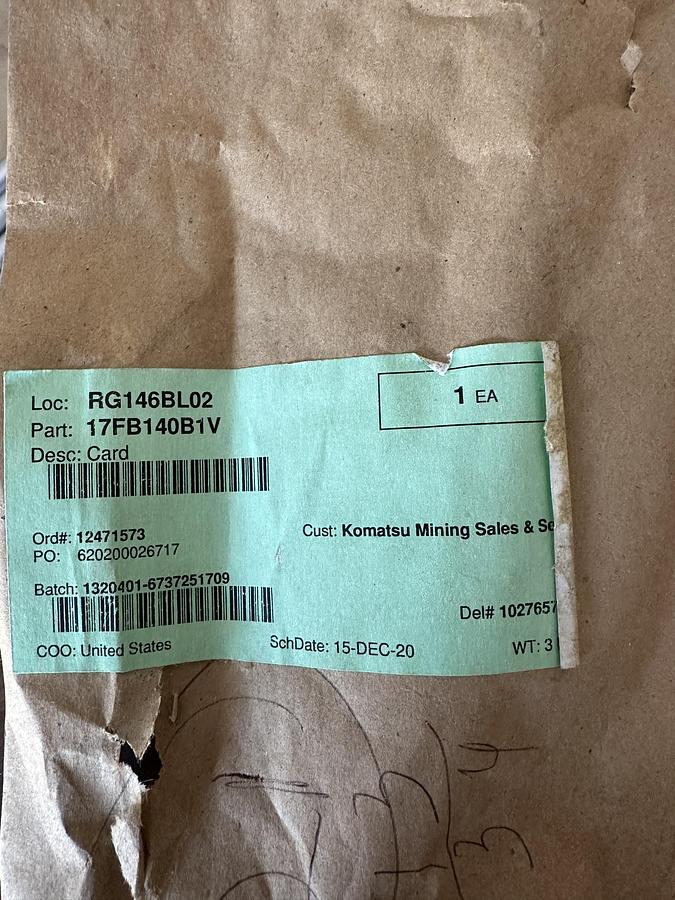 Loc: RG146BL02
1 EA
Part: 17FB140B1V
Desc: Card
Ord#: 12471573
Cust: Komatsu Mining Sales & Se
PO: 620200026717
Batch: 1320401-6737251709
Del# 1027657
COO: United States
SchDate: 15-DEC-20
WT: 3